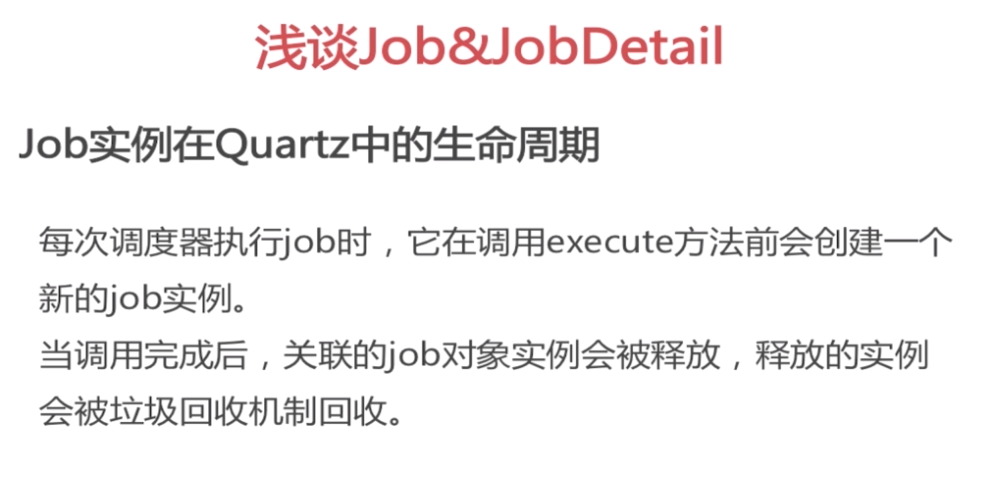 浅谈Job&JobDetail
Job实例在Quartz中的生命周期
每次调度器执行job时，它在调用execute方法前会创建一个
新的job实例。
当调用完成后，关联的job对象实例会被释放，释放的实例
会被垃圾回收机制回收。